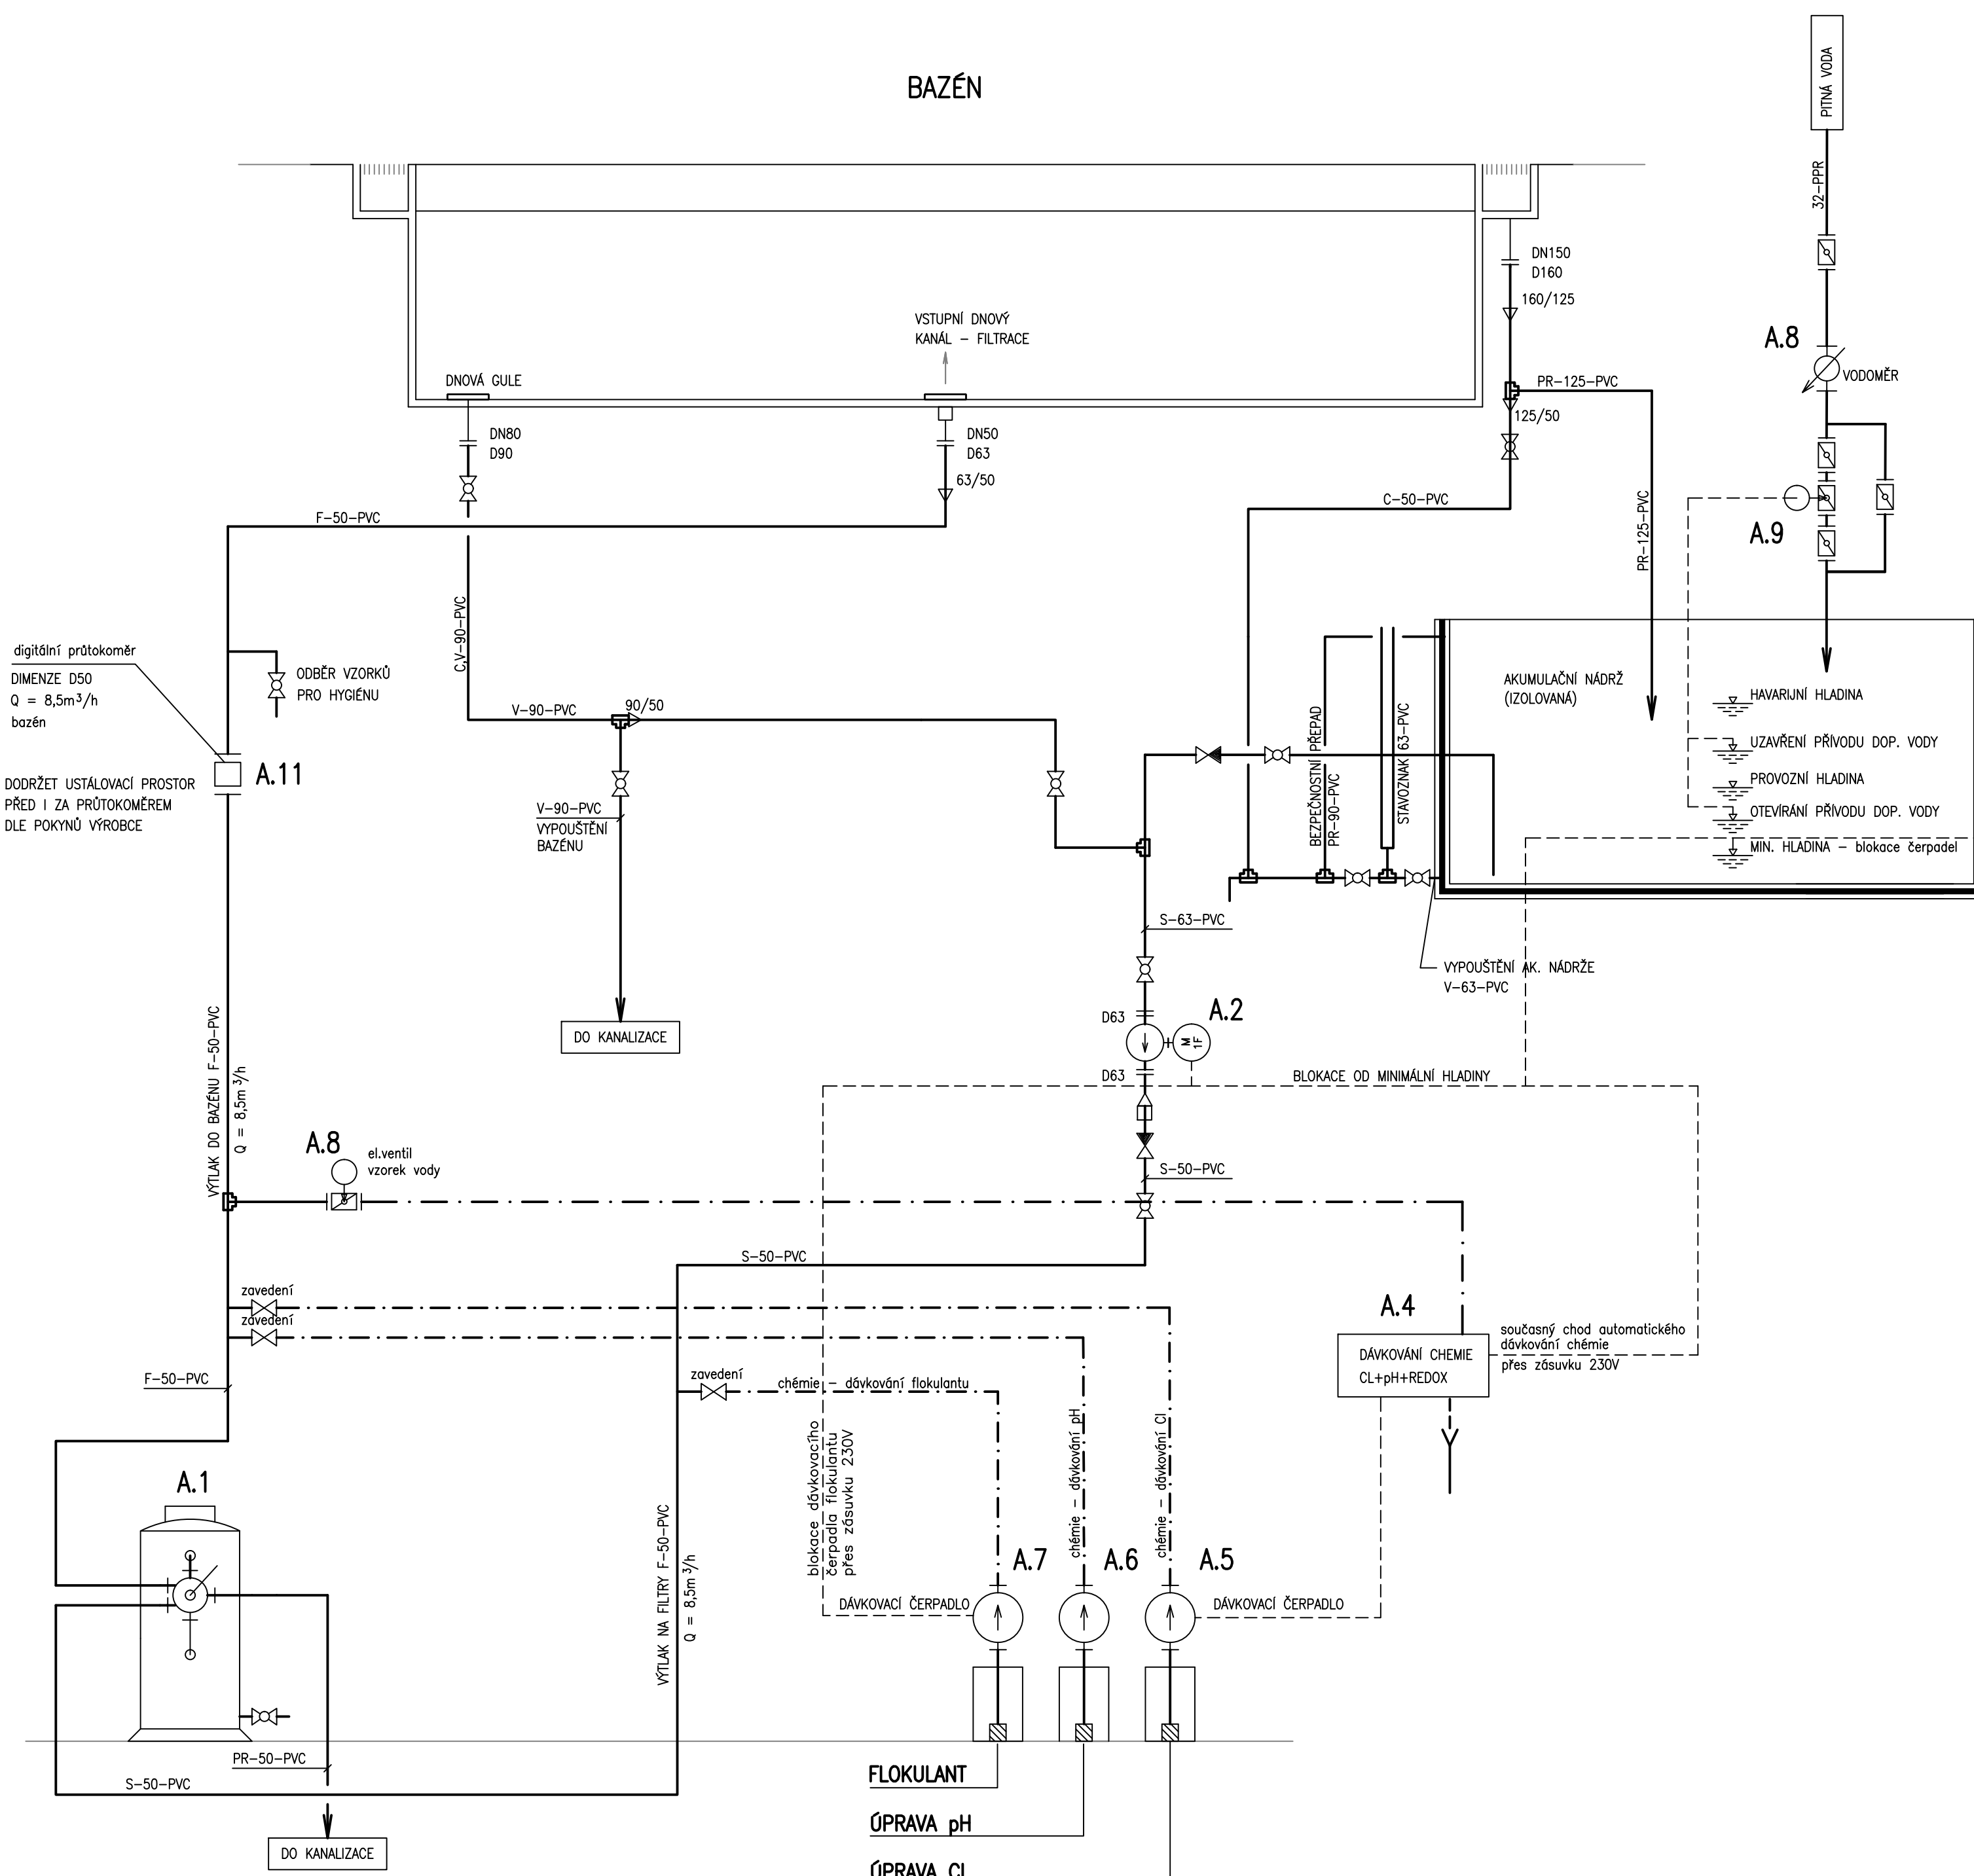 BAZÉN
PITNÁ VODA
32-PPR
DN150
D160
160/125
VSTUPNÍ DNOVÝ
KANÁL - FILTRACE
A.8
VODOMĚR
DNOVÁ GULE
PR-125-PVC
125/50
DN80
D90
DN50
D63
63/50
C-50-PVC
F-50-PVC
PR-125-PVC
A.9
C,V-90-PVC
digitální průtokoměr
DIMENZE D50
Q = 8,5m³/h
bazén
ODBĚR VZORKŮ
PRO HYGIÉNU
AKUMULAČNÍ NÁDRŽ
(IZOLOVANÁ)
HAVARIJNÍ HLADINA
UZAVŘENÍ PŘÍVODU DOP. VODY
PROVOZNÍ HLADINA
OTEVÍRÁNÍ PŘÍVODU DOP. VODY
MIN. HLADINA - blokace čerpadel
V-90-PVC
90/50
BEZPEČNOSTNÍ PŘEPAD
PR-90-PVC
STAVOZNAK 63-PVC
A.11
DODRŽET USTÁLOVACÍ PROSTOR
PŘED I ZA PRŮTOKOMĚREM
DLE POKYNŮ VÝROBCE
V-90-PVC
VYPOUŠTĚNÍ
BAZÉNU
S-63-PVC
VYPOUŠTĚNÍ AK. NÁDRŽE
V-63-PVC
DO KANALIZACE
D63
A.2
M
1F
D63
BLOKACE OD MINIMÁLNÍ HLADINY
VÝTLAK DO BAZÉNU F-50-PVC
Q = 8,5m³/h
A.8
el.ventil
vzorek vody
S-50-PVC
S-50-PVC
zavedení
zavedení
A.4
DÁVKOVÁNÍ CHEMIE
CL+pH+REDOX
současný chod automatického
dávkování chémie
přes zásuvku 230V
F-50-PVC
zavedení
chémie - dávkování flokulantu
blokace dávkovacího
čerpadla flokulantu
přes zásuvku 230V
chémie - dávkování pH
chémie - dávkování Cl
A.1
VÝTLAK NA FILTRY F-50-PVC
Q = 8,5m³/h
A.7
A.6
A.5
DÁVKOVACÍ ČERPADLO
DÁVKOVACÍ ČERPADLO
PR-50-PVC
S-50-PVC
DO KANALIZACE
FLOKULANT
ÚPRAVA pH
ÚPRAVA CL